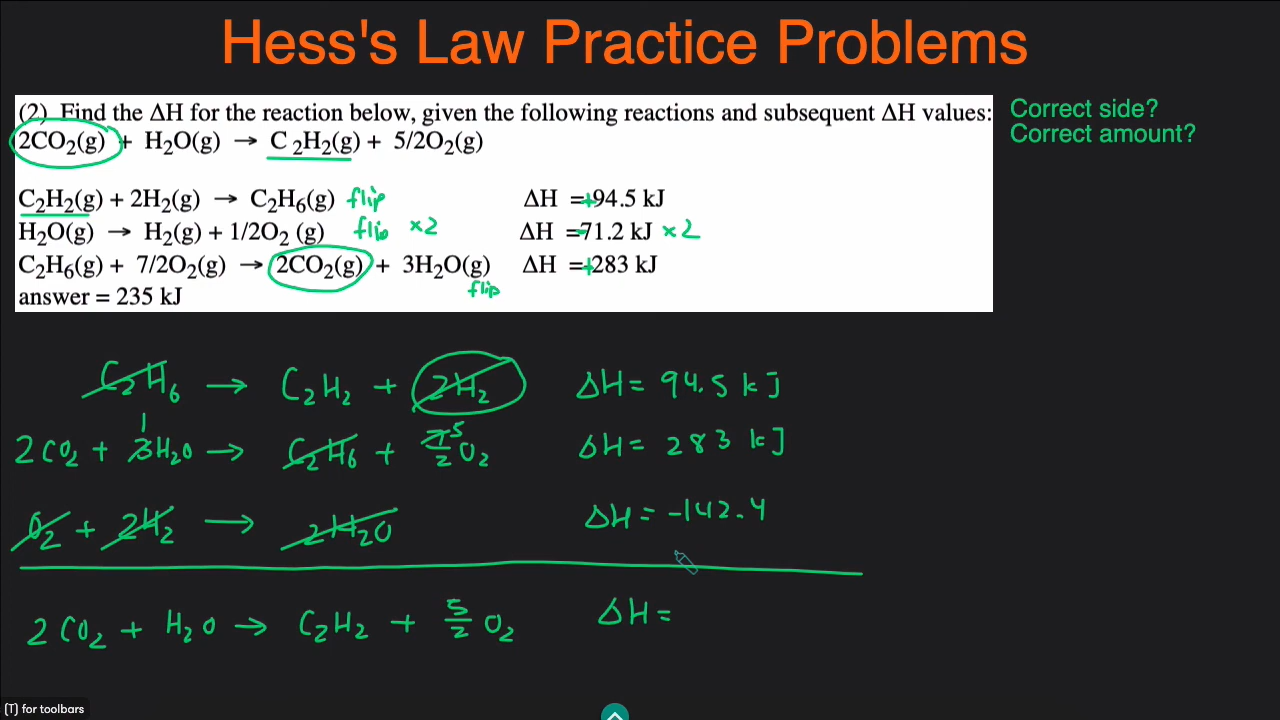 Hess's Law Practice Problems
(2) Find the ΔH for the reaction below, given the following reactions and subsequent ΔH values:
2CO₂(g) + H₂O(g) → C ₂H₂(g) + 5/2O₂(g)
Correct side?
Correct amount?
C₂H₂(g) + 2H₂(g) → C₂H₆(g) flip ΔH =+94.5 kJ
H₂O(g) → H₂(g) + 1/2O₂ (g) flip ×2 ΔH =-71.2 kJ ×2
C₂H₆(g) + 7/2O₂(g) → 2CO₂(g) + 3H₂O(g) ΔH =+283 kJ
flip
answer = 235 kJ
C₂H₆ → C₂H₂ + 2H₂ ΔH = 94.5 kJ
1 5
2CO₂ + 3H₂O → C₂H₆ + 7/2 O₂ ΔH = 283 kJ
O₂ + 2H₂ → 2H₂O ΔH = -142.4
2CO₂ + H₂O → C₂H₂ + 5/2 O₂ ΔH =
(T) for toolbars